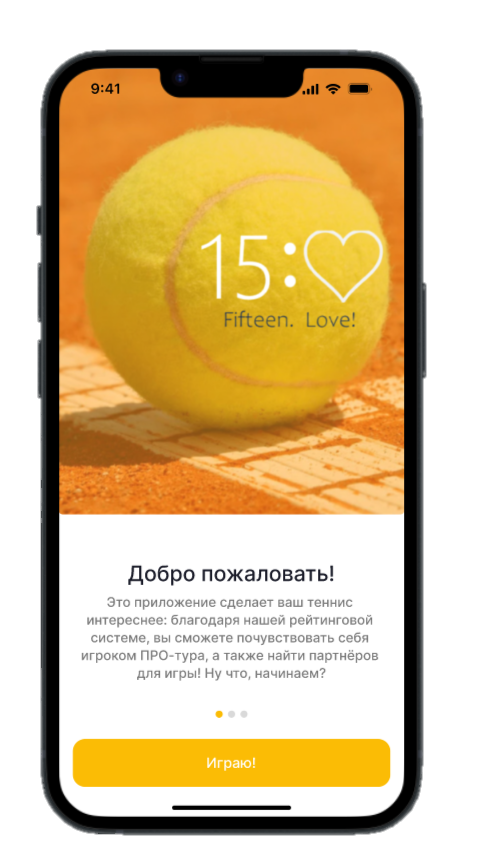 9:41
15:♡
Fifteen. Love!
Добро пожаловать!
Это приложение сделает ваш теннис
интереснее: благодаря нашей рейтинговой
системе, вы сможете почувствовать себя
игроком ПРО-тура, а также найти партнёров
для игры! Ну что, начинаем?
Играю!